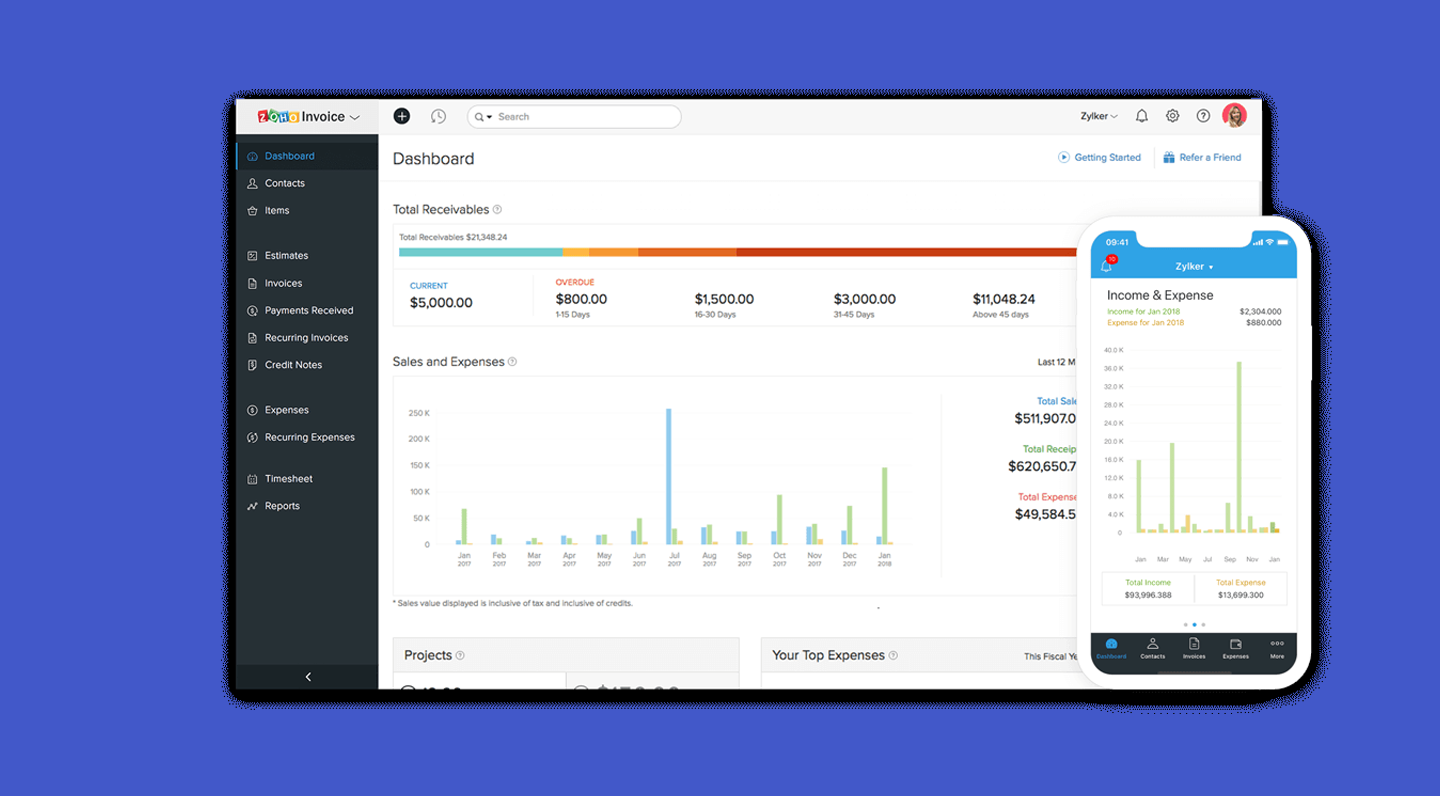 ZOHO Invoice
Search
Zylker
Dashboard
Contacts
Items
Estimates
Invoices
Payments Received
Recurring Invoices
Credit Notes
Expenses
Recurring Expenses
Timesheet
Reports
Dashboard
Getting Started
Refer a Friend
Total Receivables
Total Receivables $21,348.24
CURRENT
$5,000.00
OVERDUE
$800.00
1-15 Days
$1,500.00
16-30 Days
$3,000.00
31-45 Days
$11,048.24
Above 45 days
Sales and Expenses
Last 12 M
250 K
200 K
150 K
100 K
50 K
0
Jan 2017
Feb 2017
Mar 2017
Apr 2017
May 2017
Jun 2017
Jul 2017
Aug 2017
Sep 2017
Oct 2017
Nov 2017
Dec 2017
Jan 2018
Total Sale
$511,907.0
Total Receip
$620,650.7
Total Expense
$49,584.5
* Sales value displayed is inclusive of tax and inclusive of credits.
Projects
Your Top Expenses
This Fiscal Ye
09:41
10
Zylker
Income & Expense
Income for Jan 2018 $2,304.000
Expense for Jan 2018 $880.000
40.0 K
36.0 K
32.0 K
28.0 K
24.0 K
20.0 K
16.0 K
12.0 K
8.0 K
4.0 K
0
Jan Mar May Jul Sep Nov Jan
Total Income
$93,996.388
Total Expense
$13,699.300
Dashboard
Contacts
Invoices
Expenses
More